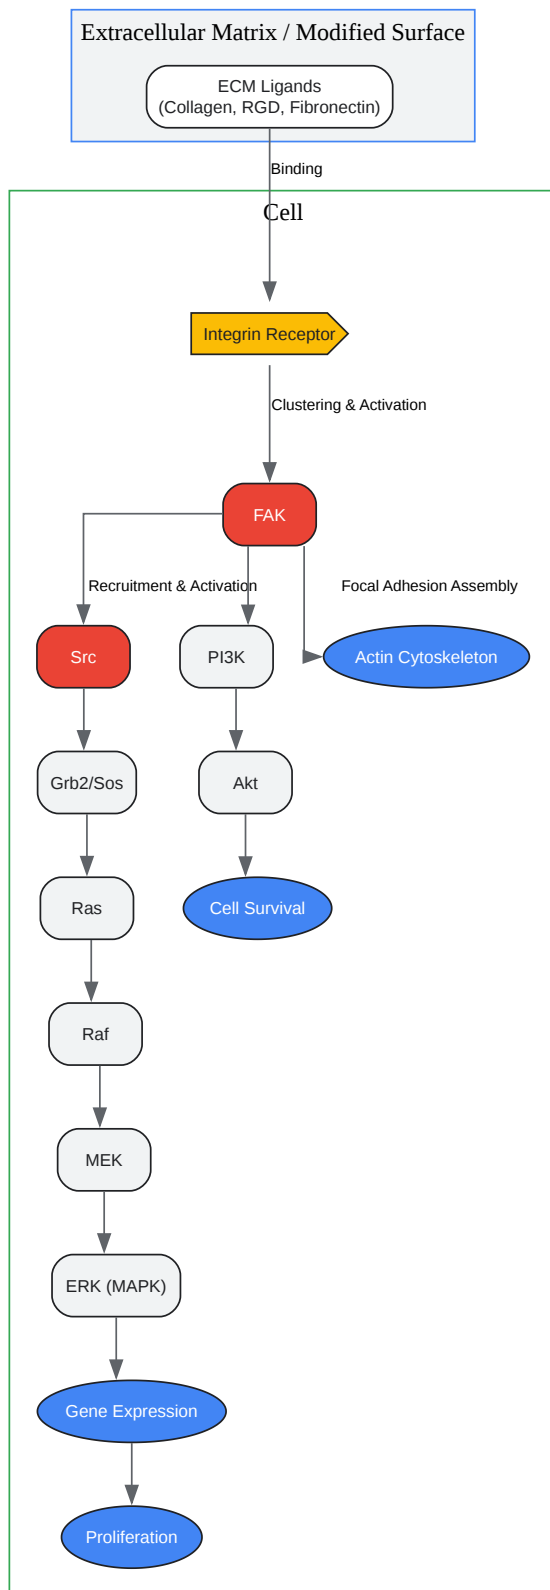 Extracellular Matrix / Modified Surface
ECM Ligands
(Collagen, RGD, Fibronectin)
Binding
Cell
Integrin Receptor
Clustering & Activation
FAK
Recruitment & Activation
Focal Adhesion Assembly
Src
PI3K
Actin Cytoskeleton
Grb2/Sos
Akt
Ras
Cell Survival
Raf
MEK
ERK (MAPK)
Gene Expression
Proliferation